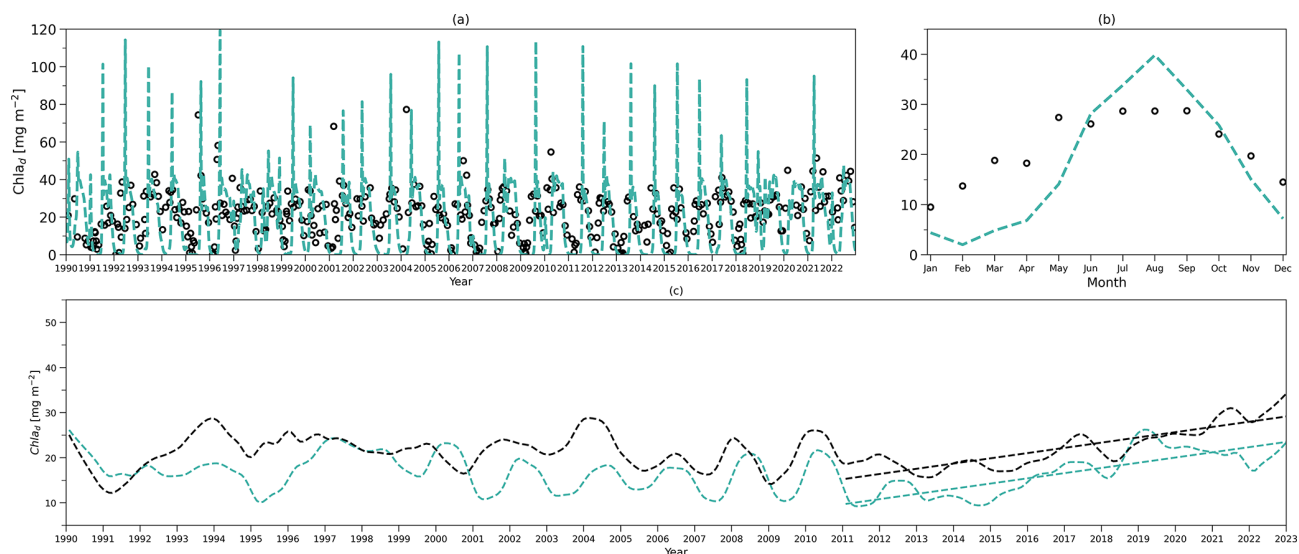 (a)
Chla_d [mg m⁻²]
120
100
80
60
40
20
0
1990 1991 1992 1993 1994 1995 1996 1997 1998 1999 2000 2001 2002 2003 2004 2005 2006 2007 2008 2009 2010 2011 2012 2013 2014 2015 2016 2017 2018 2019 2020 2021 2022
Year
(b)
40
30
20
10
0
Jan Feb Mar Apr May Jun Jul Aug Sep Oct Nov Dec
Month
(c)
Chla_d [mg m⁻²]
50
40
30
20
10
1990 1991 1992 1993 1994 1995 1996 1997 1998 1999 2000 2001 2002 2003 2004 2005 2006 2007 2008 2009 2010 2011 2012 2013 2014 2015 2016 2017 2018 2019 2020 2021 2022 2023
Year